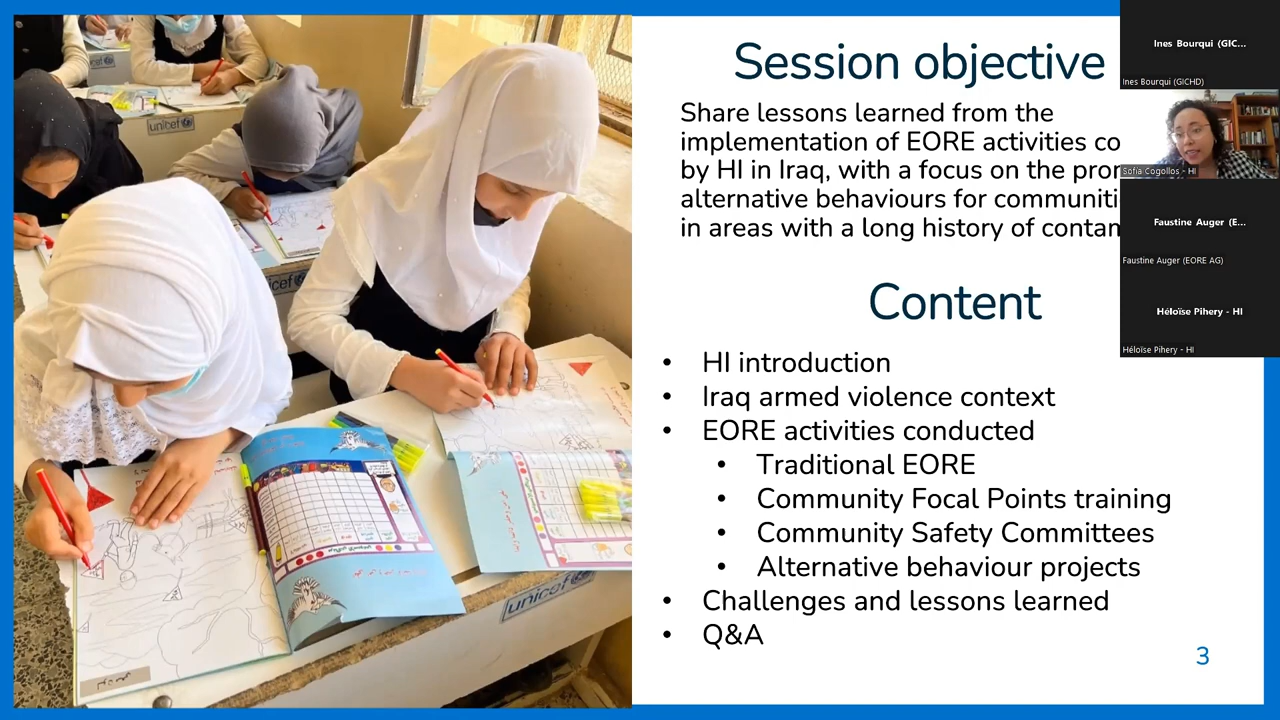 Session objective
Share lessons learned from the
implementation of EORE activities co
by HI in Iraq, with a focus on the pro
alternative behaviours for communiti
in areas with a long history of contan
Content
• HI introduction
• Iraq armed violence context
• EORE activities conducted
• Traditional EORE
• Community Focal Points training
• Community Safety Committees
• Alternative behaviour projects
• Challenges and lessons learned
• Q&A
3
Ines Bourqui (GIC...
Ines Bourqui (GICHD)
Sofia Cogollos - HI
Faustine Auger (E...
Faustine Auger (EORE AG)
Héloïse Pihery - HI
Héloïse Pihery - HI
unicef
unicef
unicef
unicef